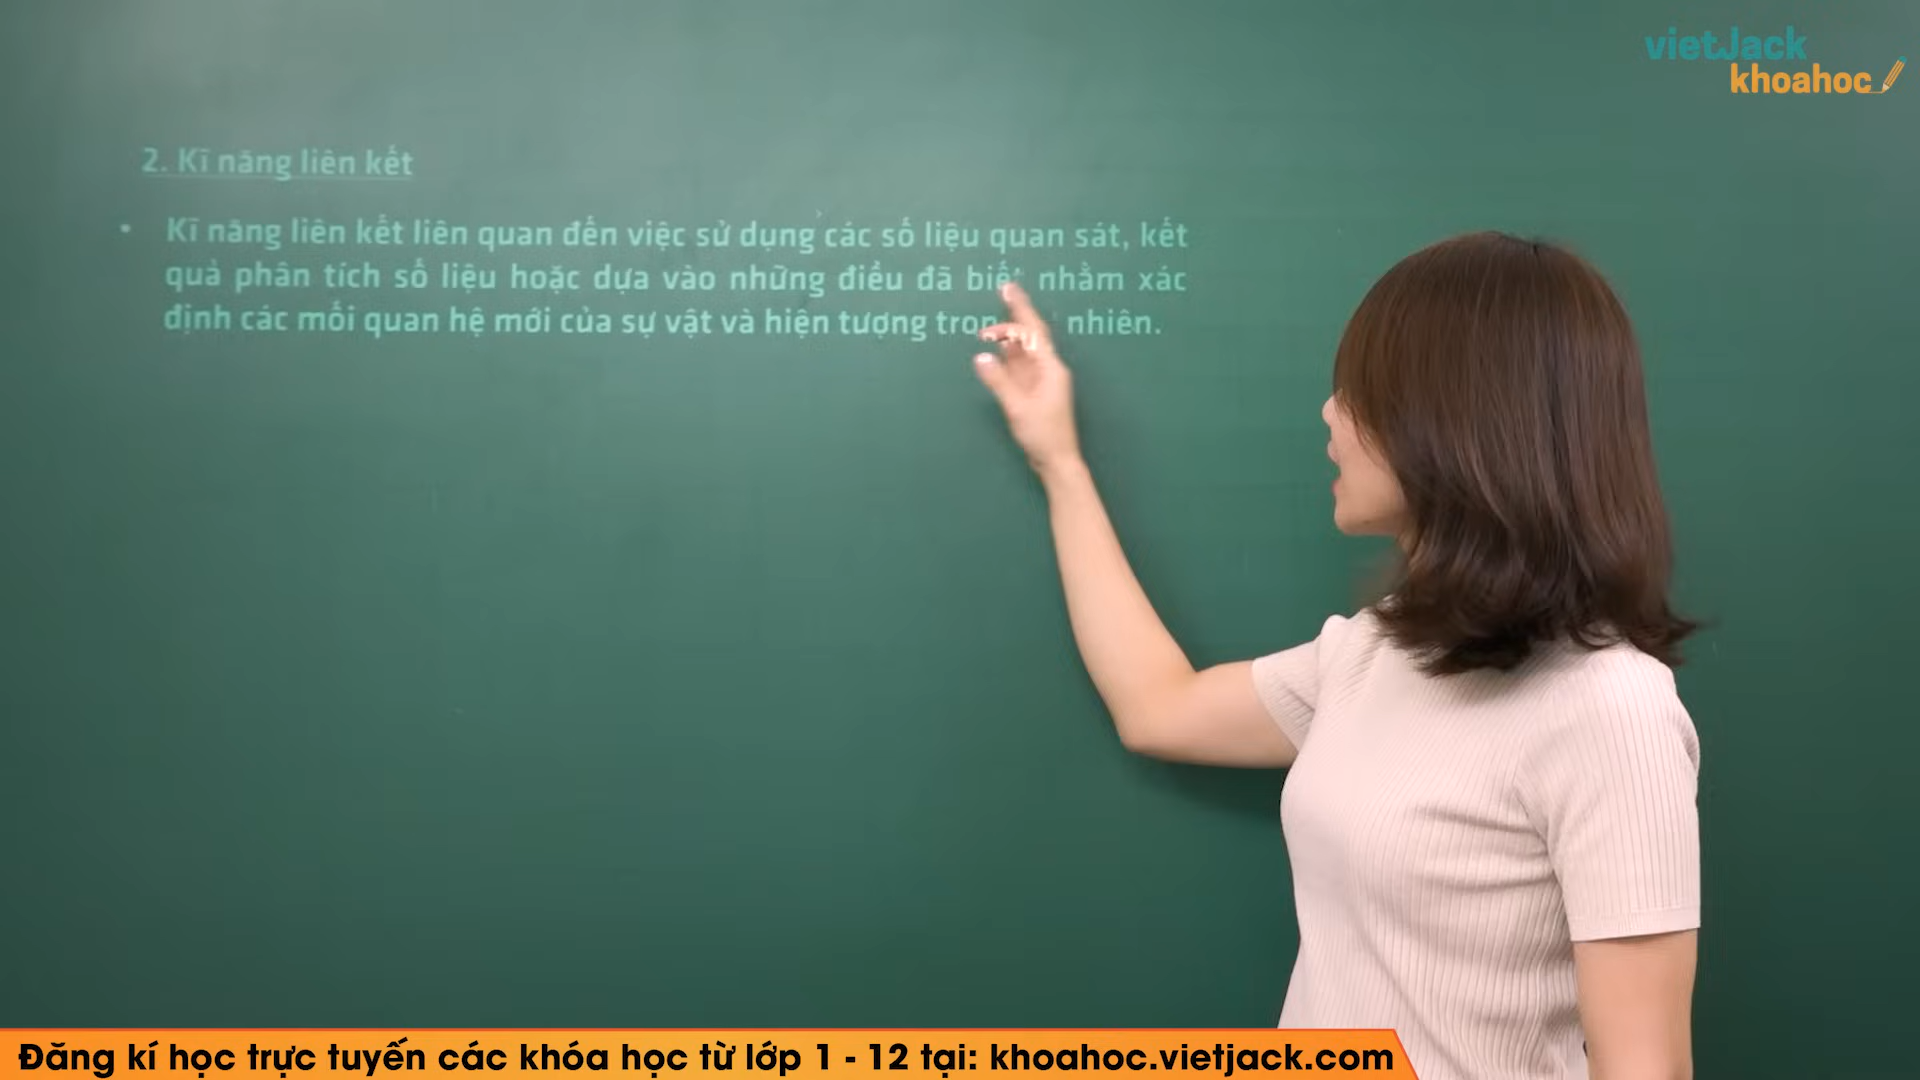 vietJack
khoahoc
2. Kĩ năng liên kết
• Kĩ năng liên kết liên quan đến việc sử dụng các số liệu quan sát, kết
quả phân tích số liệu hoặc dựa vào những điều đã biết nhằm xác
định các mối quan hệ mới của sự vật và hiện tượng nhiên.
Đăng kí học trực tuyến các khóa học từ lớp 1 - 12 tại: khoahoc.vietjack.com